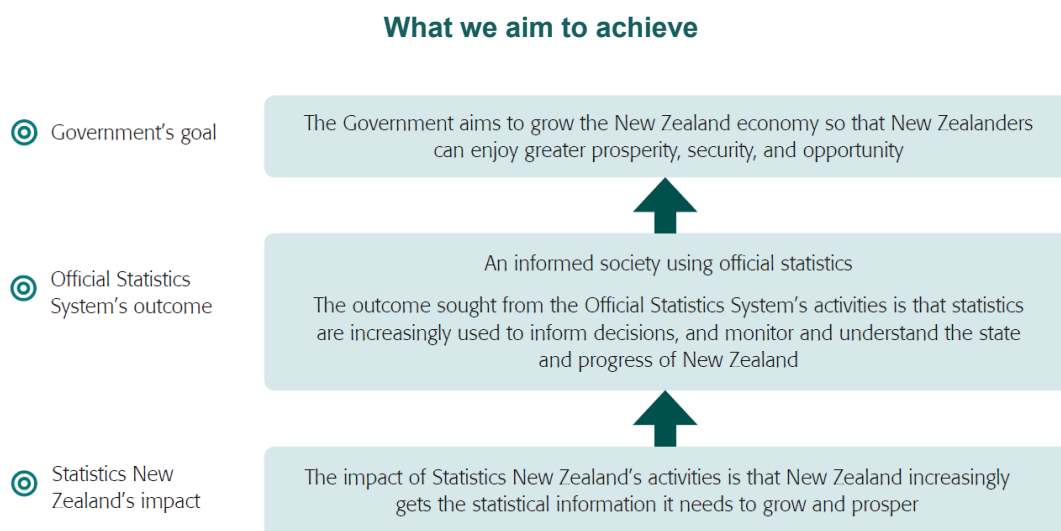 What we aim to achieve
Government's goal
The Government aims to grow the New Zealand economy so that New Zealanders
can enjoy greater prosperity, security, and opportunity
Official Statistics
System's outcome
An informed society using official statistics
The outcome sought from the Official Statistics System's activities is that statistics
are increasingly used to inform decisions, and monitor and understand the state
and progress of New Zealand
Statistics New
Zealand's impact
The impact of Statistics New Zealand's activities is that New Zealand increasingly
gets the statistical information it needs to grow and prosper